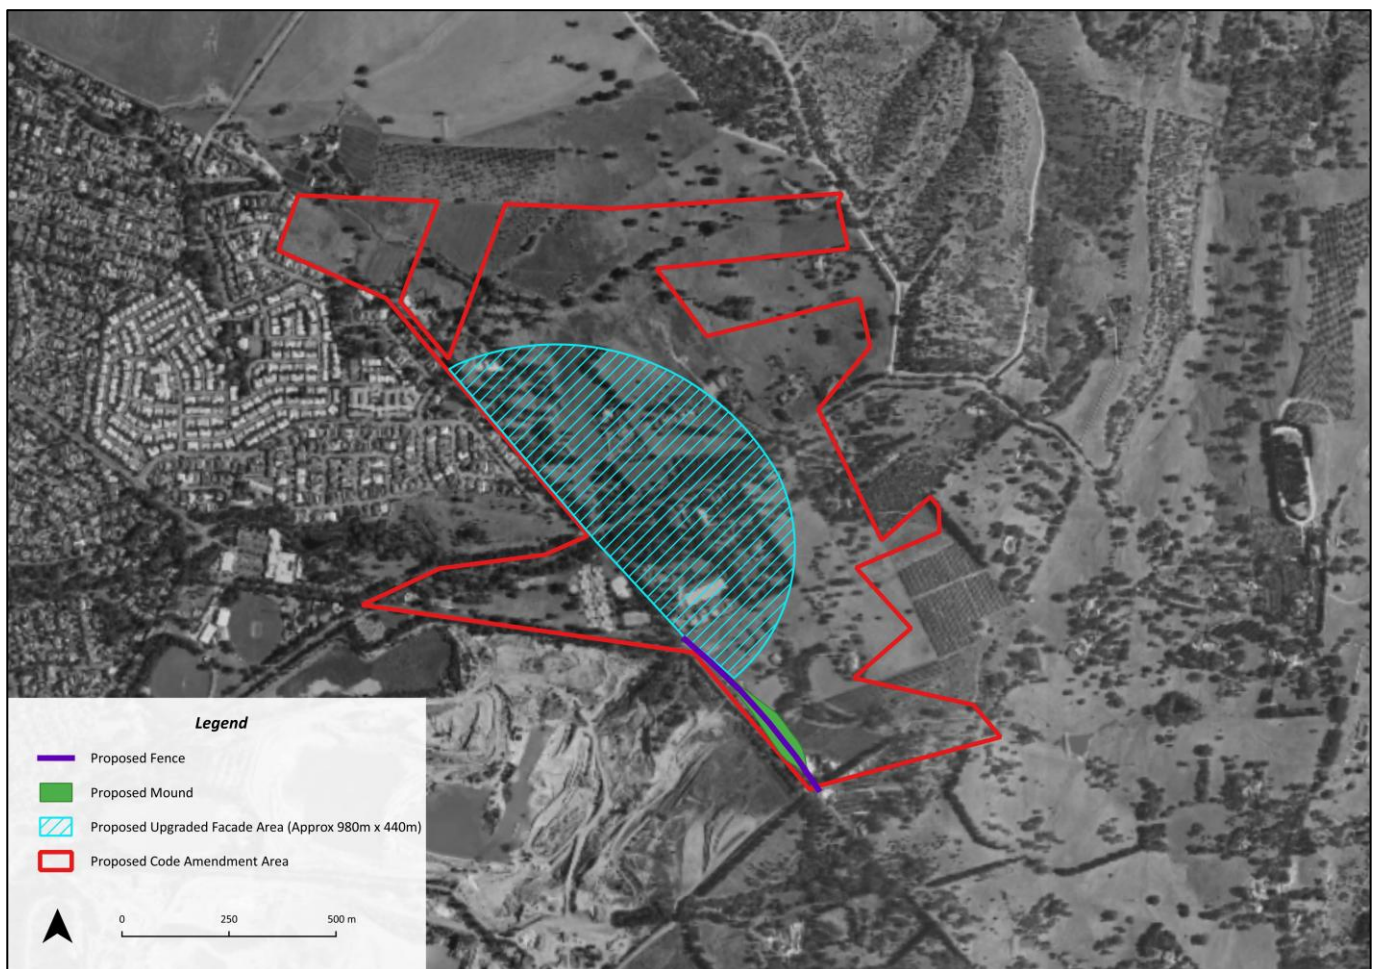 Legend
Proposed Fence
Proposed Mound
Proposed Upgraded Facade Area (Approx 980m x 440m)
Proposed Code Amendment Area
0 250 500 m